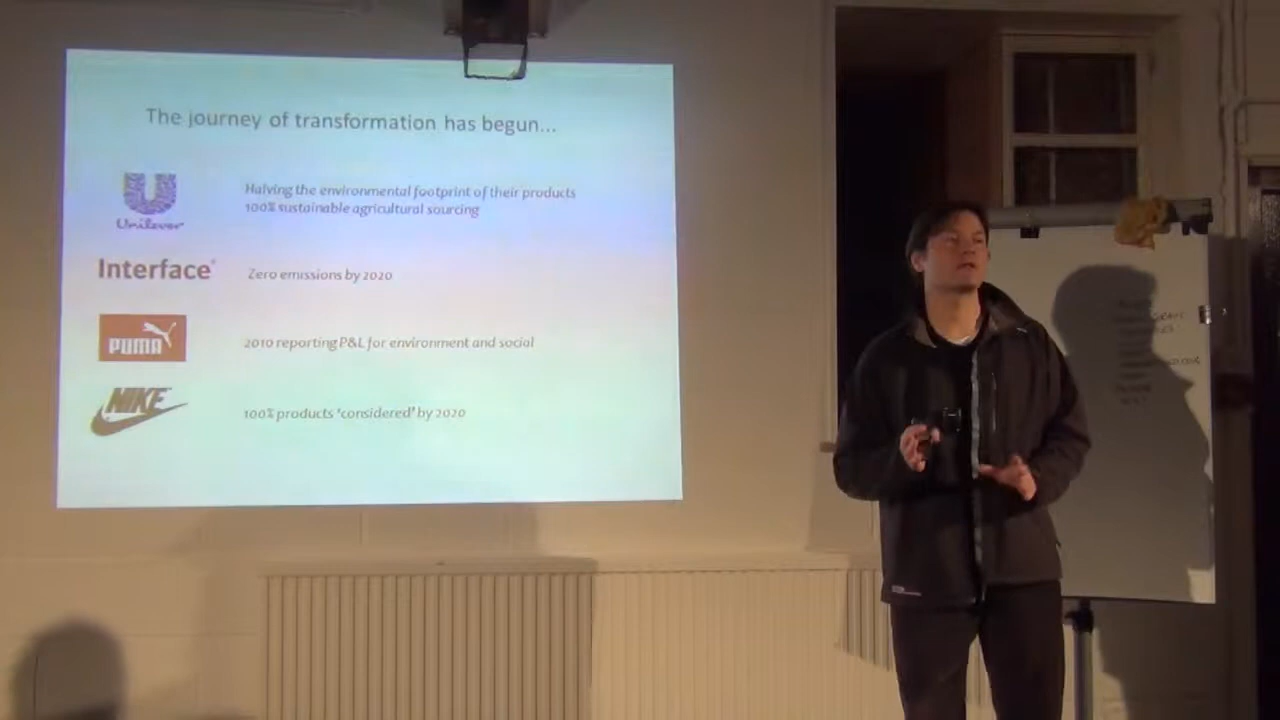 The journey of transformation has begun...
Unilever
Halving the environmental footprint of their products
100% sustainable agricultural sourcing
Interface
Zero emissions by 2020
PUMA
2010 reporting P&L for environment and social
NIKE
100% products ‘considered’ by 2020